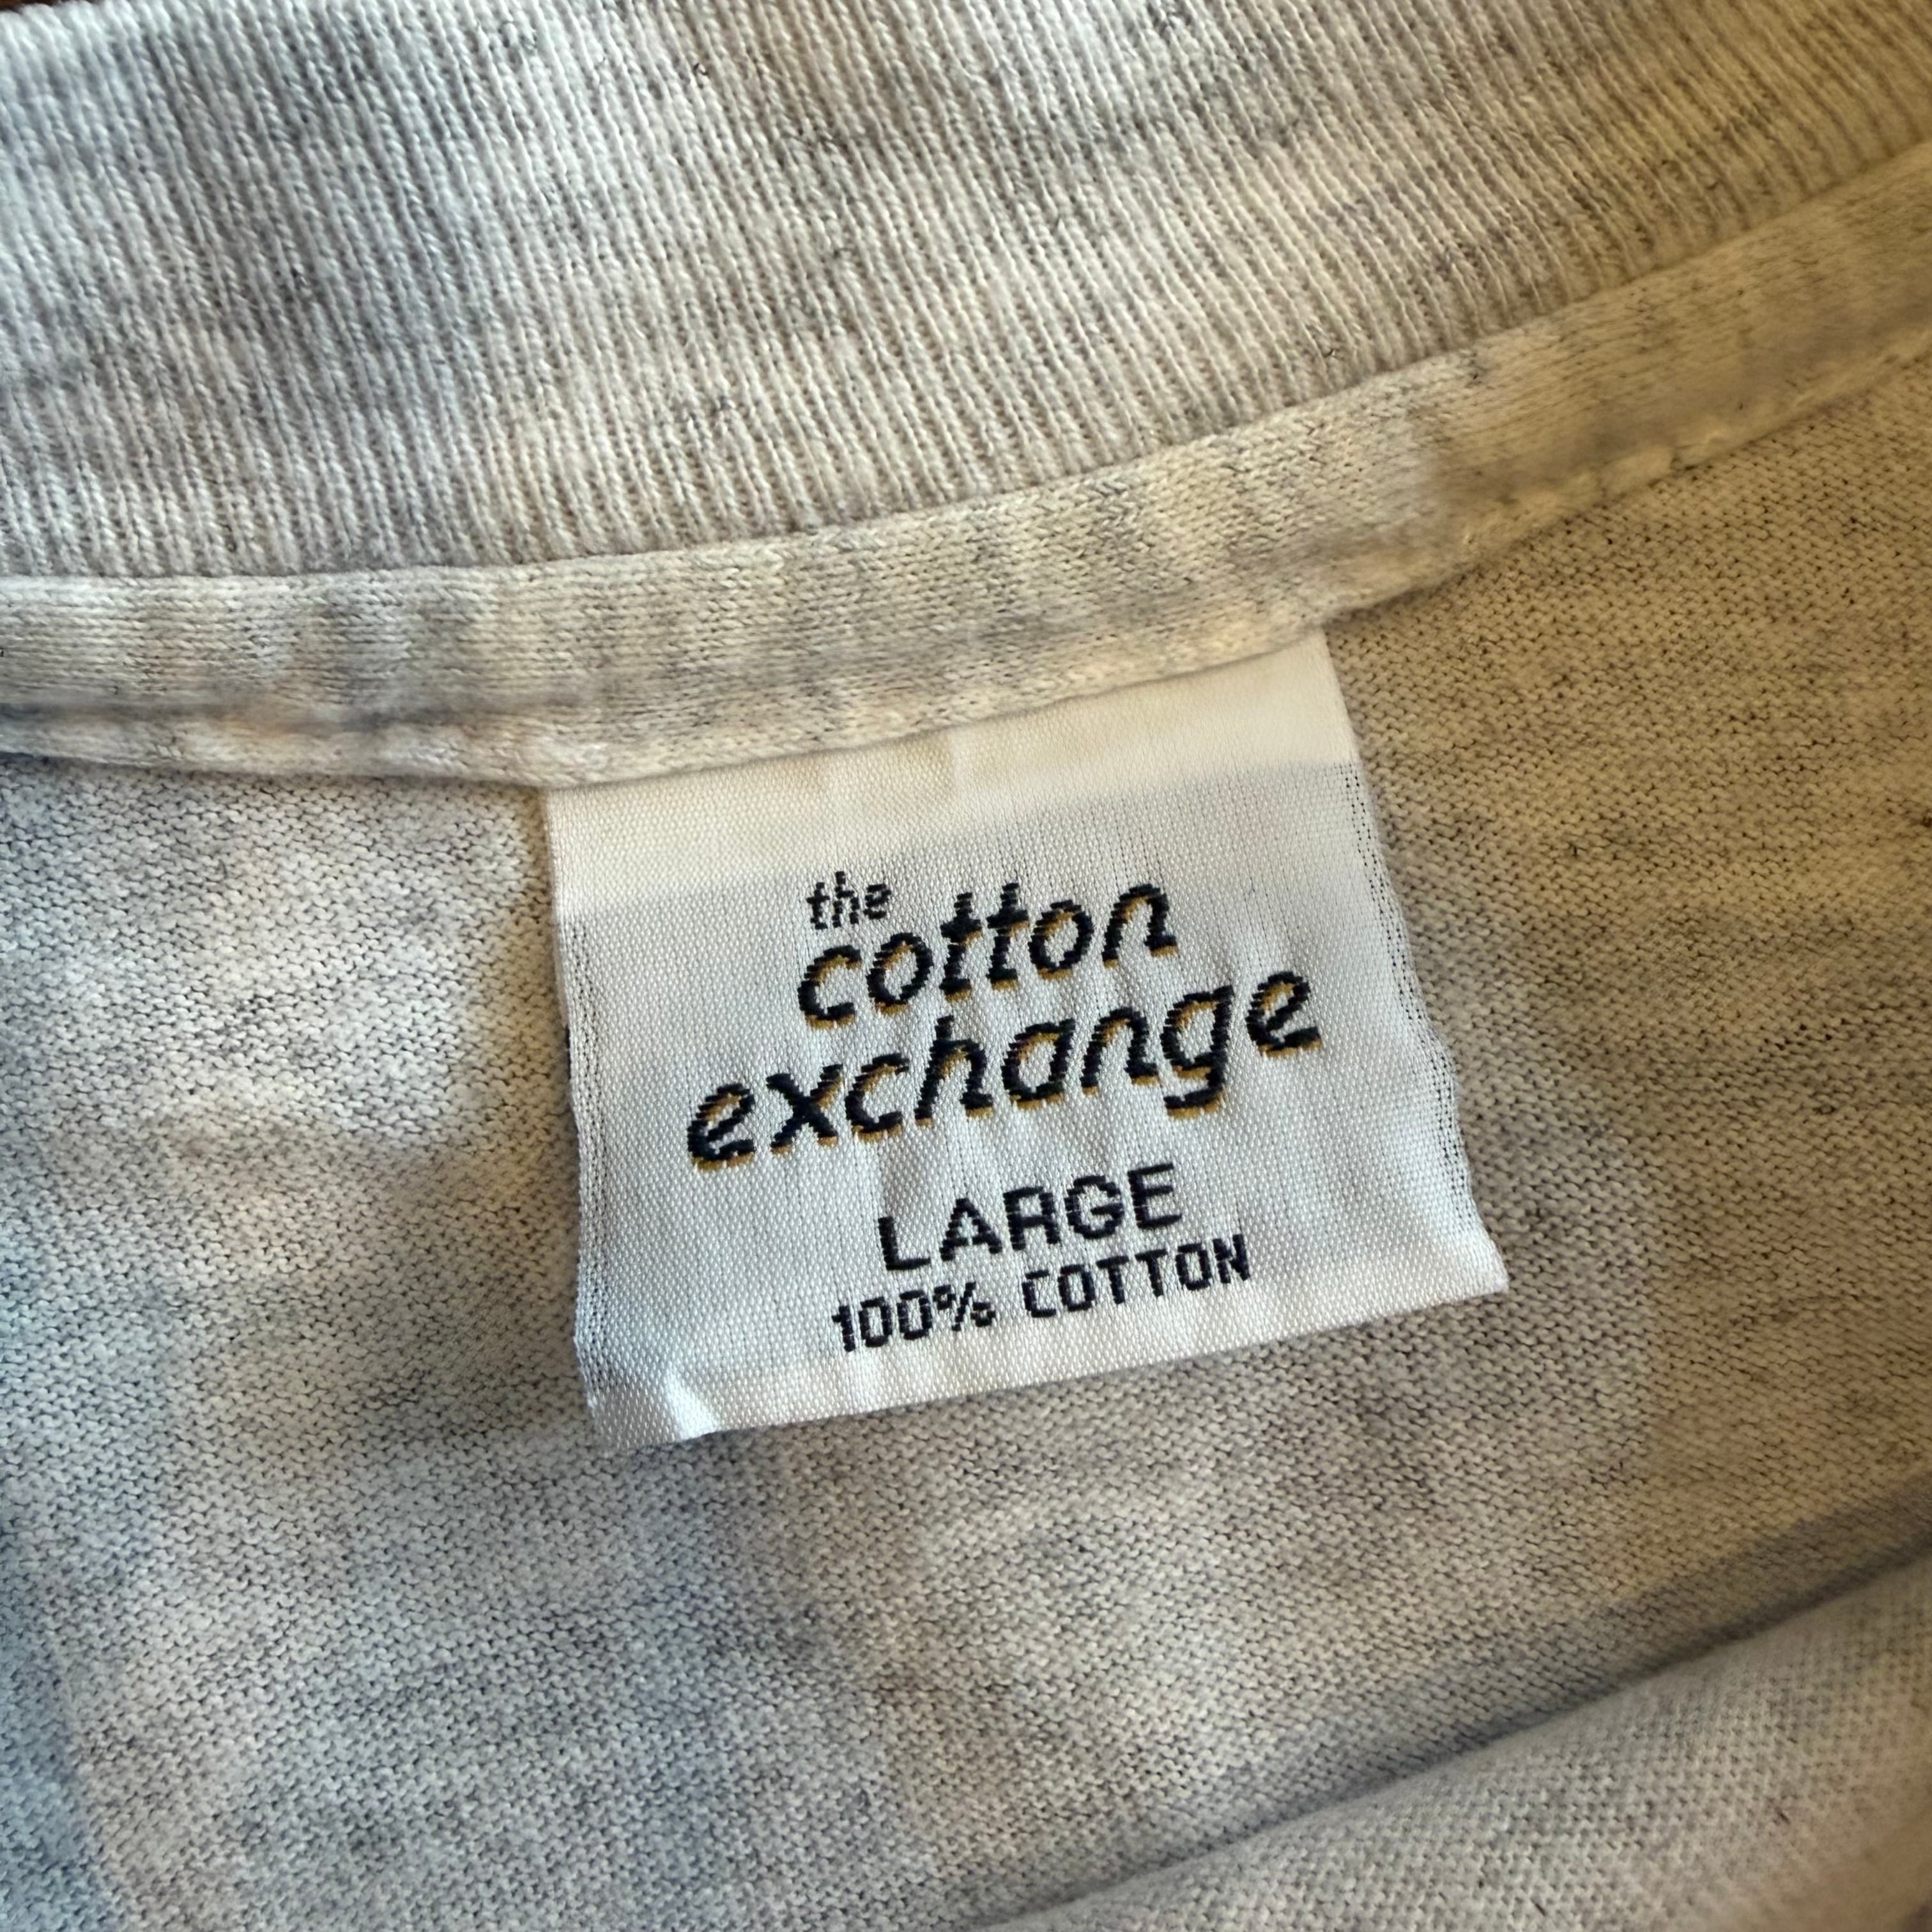 the
cotton
exchange
LARGE
100% COTTON